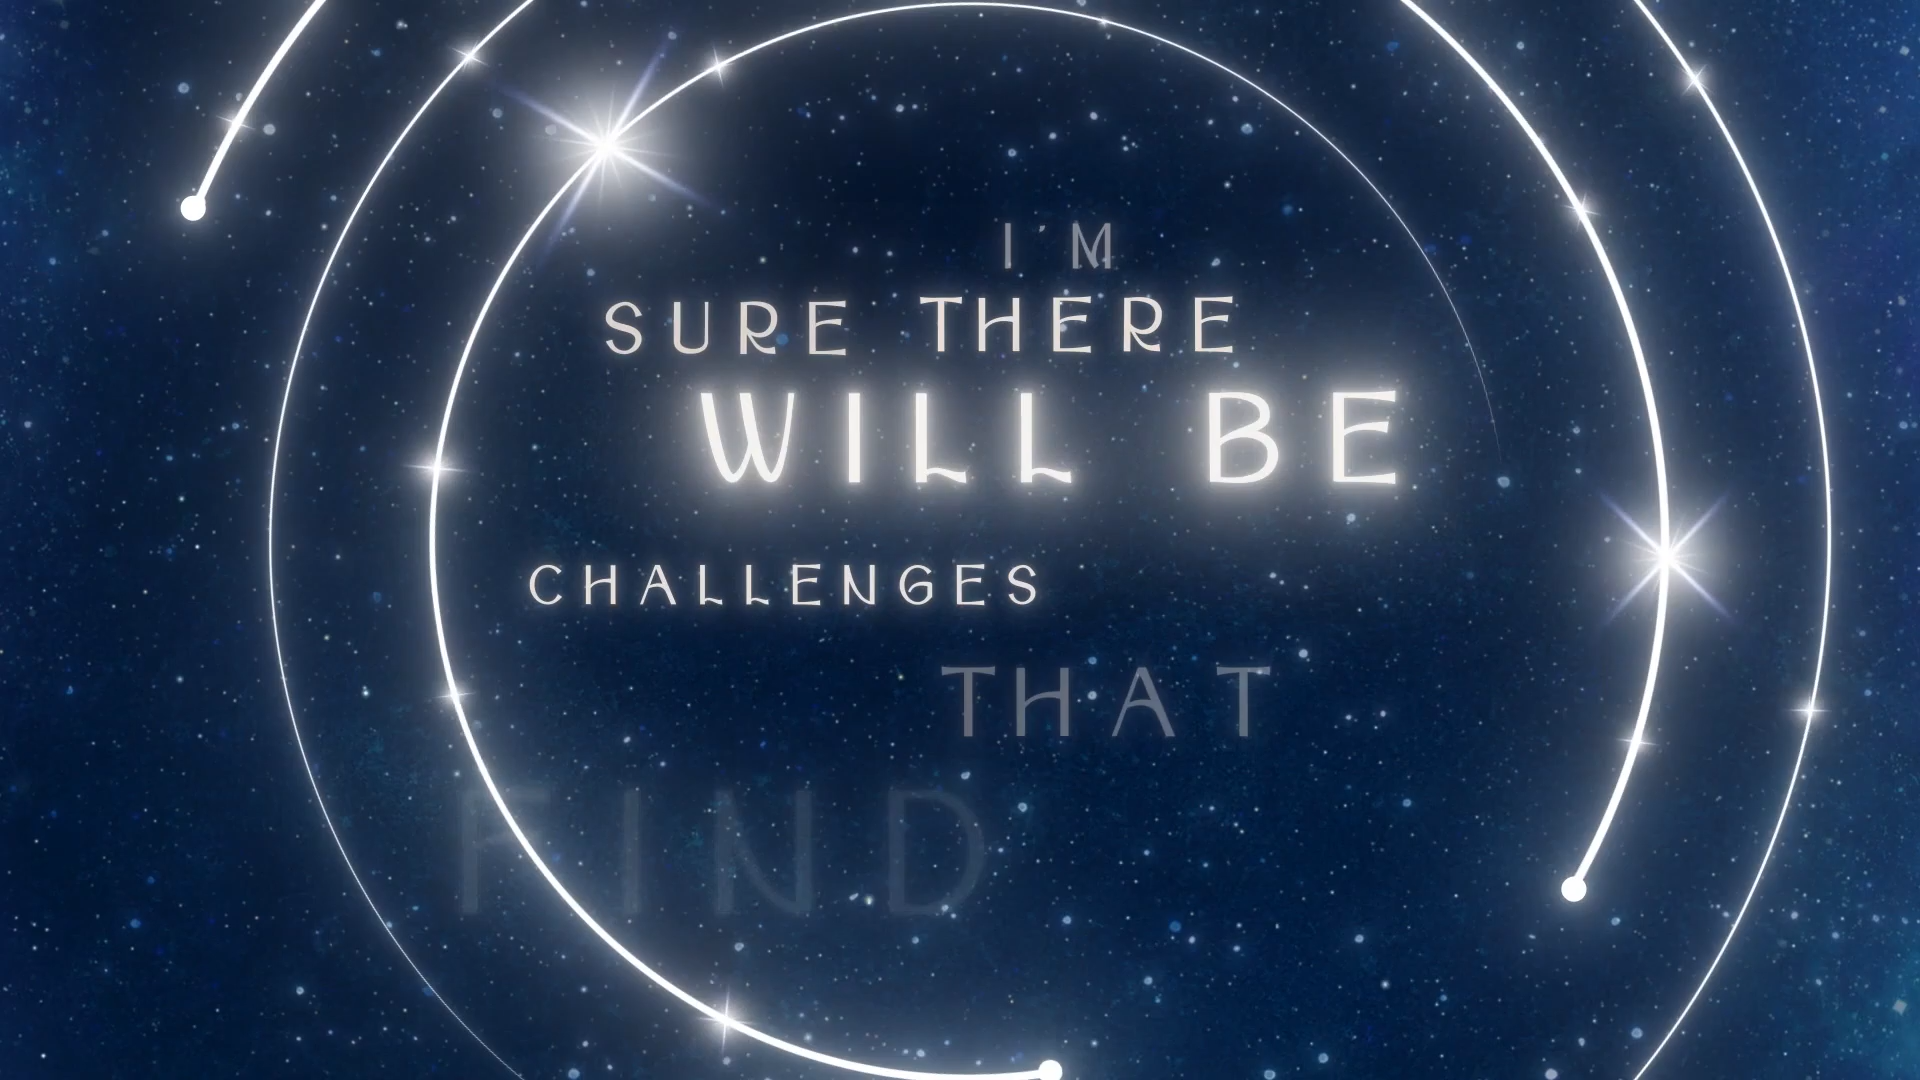 I'M
SURE THERE
WILL BE
CHALLENGES
THAT
FIND